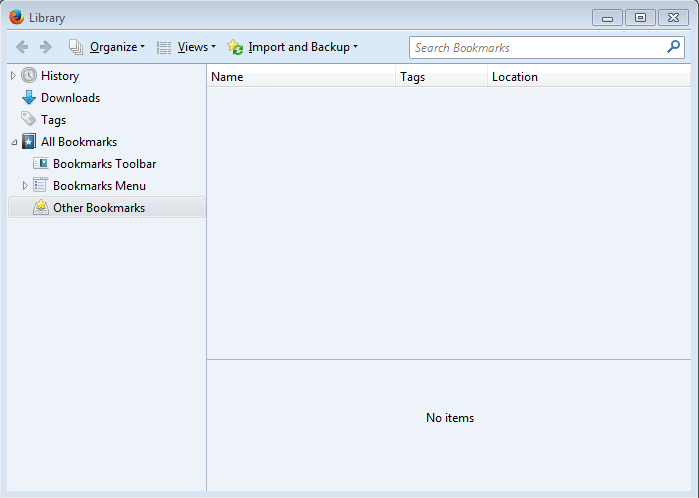 Library
Organize Views Import and Backup Search Bookmarks
History
Downloads
Tags
All Bookmarks
Bookmarks Toolbar
Bookmarks Menu
Other Bookmarks
Name Tags Location
No items